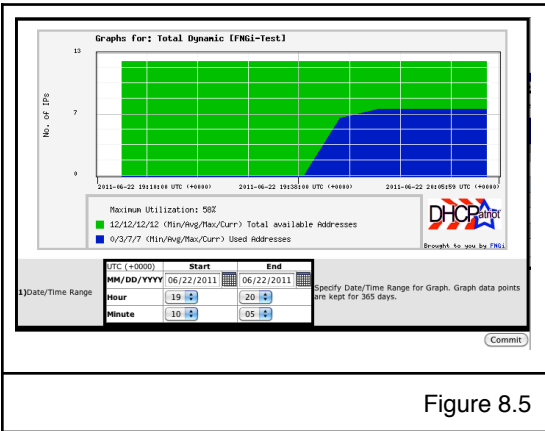 Graphs for: Total Dynamic [FNGi-Test]
13
No. of IPs
7
0
2011-06-22 19:10:00 UTC (+0000) 2011-06-22 19:38:00 UTC (+0000) 2011-06-22 20:05:59 UTC (+0000)
Maximum Utilization: 58%
12/12/12/12 (Min/Avg/Max/Curr) Total available Addresses
0/3/7/7 (Min/Avg/Max/Curr) Used Addresses
DHCPatriot
Brought to you by FNGi
UTC (+0000) Start End
MM/DD/YYYY 06/22/2011 06/22/2011
1)Date/Time Range
Specify Date/Time Range for Graph. Graph data points
are kept for 365 days.
Hour 19 20
Minute 10 05
Commit
Figure 8.5